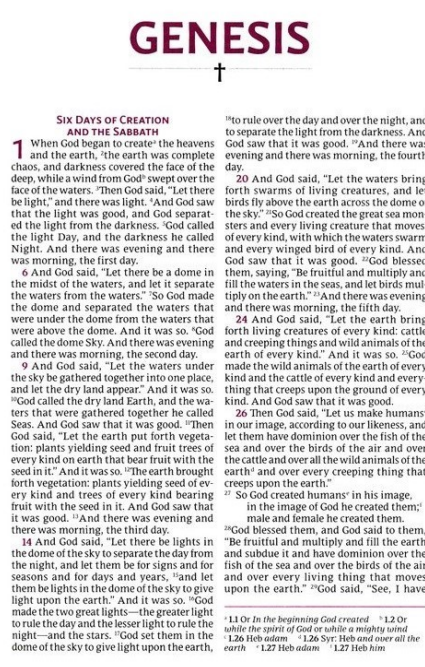 GENESIS
SIX DAYS OF CREATION
AND THE SABBATH
1 When God began to createᵃ the heavens
and the earth, ²the earth was complete
chaos, and darkness covered the face of the
deep, while a wind from Godᵇ swept over the
face of the waters. ³Then God said, “Let there
be light,” and there was light. ⁴And God saw
that the light was good, and God separat-
ed the light from the darkness. ⁵God called
the light Day, and the darkness he called
Night. And there was evening and there
was morning, the first day.
6 And God said, “Let there be a dome in
the midst of the waters, and let it separate
the waters from the waters.” ⁷So God made
the dome and separated the waters that
were under the dome from the waters that
were above the dome. And it was so. ⁸God
called the dome Sky. And there was evening
and there was morning, the second day.
9 And God said, “Let the waters under
the sky be gathered together into one place,
and let the dry land appear.” And it was so.
¹⁰God called the dry land Earth, and the wa-
ters that were gathered together he called
Seas. And God saw that it was good. ¹¹Then
God said, “Let the earth put forth vegeta-
tion: plants yielding seed and fruit trees of
every kind on earth that bear fruit with the
seed in it.” And it was so. ¹²The earth brought
forth vegetation: plants yielding seed of ev-
ery kind and trees of every kind bearing
fruit with the seed in it. And God saw that
it was good. ¹³And there was evening and
there was morning, the third day.
14 And God said, “Let there be lights in
the dome of the sky to separate the day from
the night, and let them be for signs and for
seasons and for days and years, ¹⁵and let
them be lights in the dome of the sky to give
light upon the earth.” And it was so. ¹⁶God
made the two great lights—the greater light
to rule the day and the lesser light to rule the
night—and the stars. ¹⁷God set them in the
dome of the sky to give light upon the earth,
¹⁸to rule over the day and over the night, and
to separate the light from the darkness. And
God saw that it was good. ¹⁹And there was
evening and there was morning, the fourth
day.
20 And God said, “Let the waters bring
forth swarms of living creatures, and let
birds fly above the earth across the dome o
the sky.” ²¹So God created the great sea mon
sters and every living creature that moves
of every kind, with which the waters swarm
and every winged bird of every kind. And
God saw that it was good. ²²God blessed
them, saying, “Be fruitful and multiply and
fill the waters in the seas, and let birds mul-
tiply on the earth.” ²³And there was evening
and there was morning, the fifth day.
24 And God said, “Let the earth bring
forth living creatures of every kind: cattle
and creeping things and wild animals of the
earth of every kind.” And it was so. ²⁵God
made the wild animals of the earth of every
kind and the cattle of every kind and every-
thing that creeps upon the ground of every
kind. And God saw that it was good.
26 Then God said, “Let us make humansᶜ
in our image, according to our likeness, and
let them have dominion over the fish of the
sea and over the birds of the air and over
the cattle and over all the wild animals of the
earthᵈ and over every creeping thing that
creeps upon the earth.”
²⁷ So God created humansᵉ in his image,
in the image of God he created them;ᶠ
male and female he created them.
²⁸God blessed them, and God said to them,
“Be fruitful and multiply and fill the earth
and subdue it and have dominion over the
fish of the sea and over the birds of the air
and over every living thing that moves
upon the earth.” ²⁹God said, “See, I have
ᵃ 1.1 Or In the beginning God created ᵇ 1.2 Or
while the spirit of God or while a mighty wind
ᶜ 1.26 Heb adam ᵈ 1.26 Syr: Heb and over all the
earth ᵉ 1.27 Heb adam ᶠ 1.27 Heb him